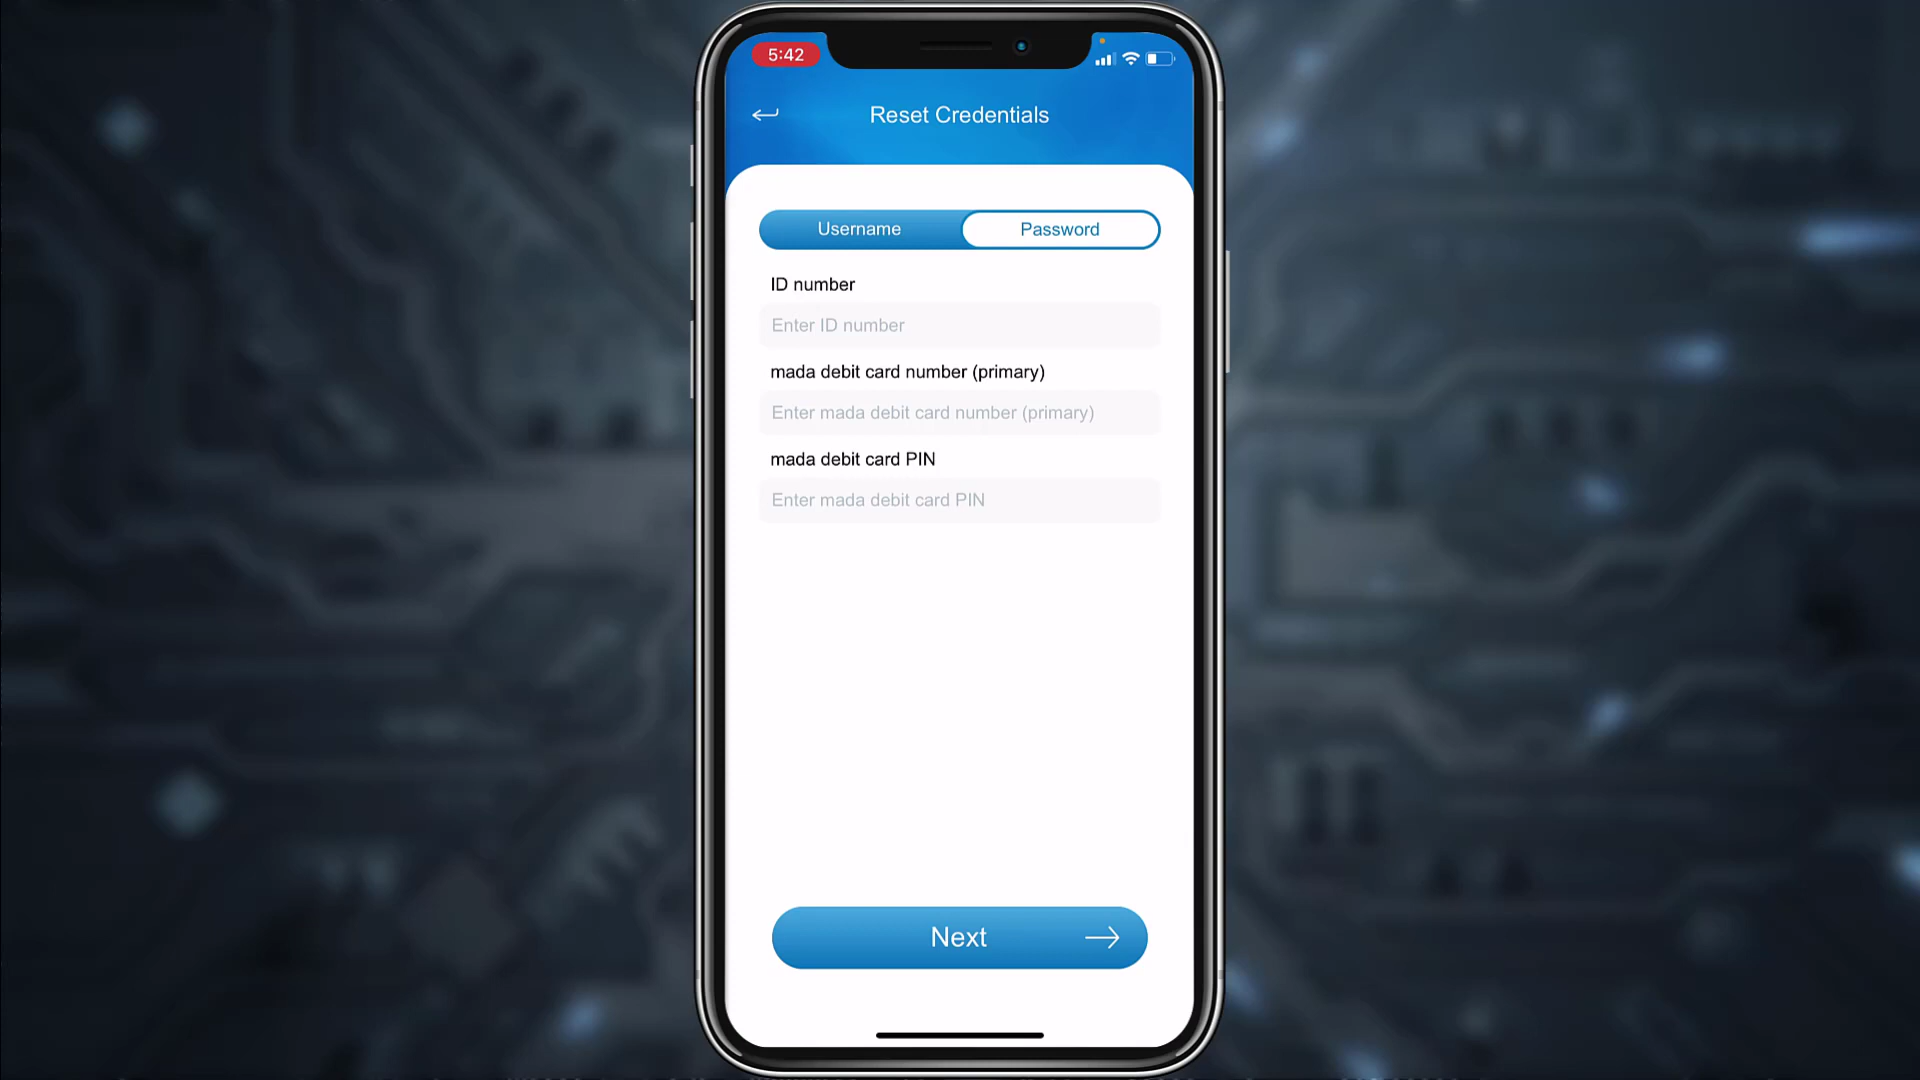 5:42
Reset Credentials
Username
Password
ID number
Enter ID number
mada debit card number (primary)
Enter mada debit card number (primary)
mada debit card PIN
Enter mada debit card PIN
Next